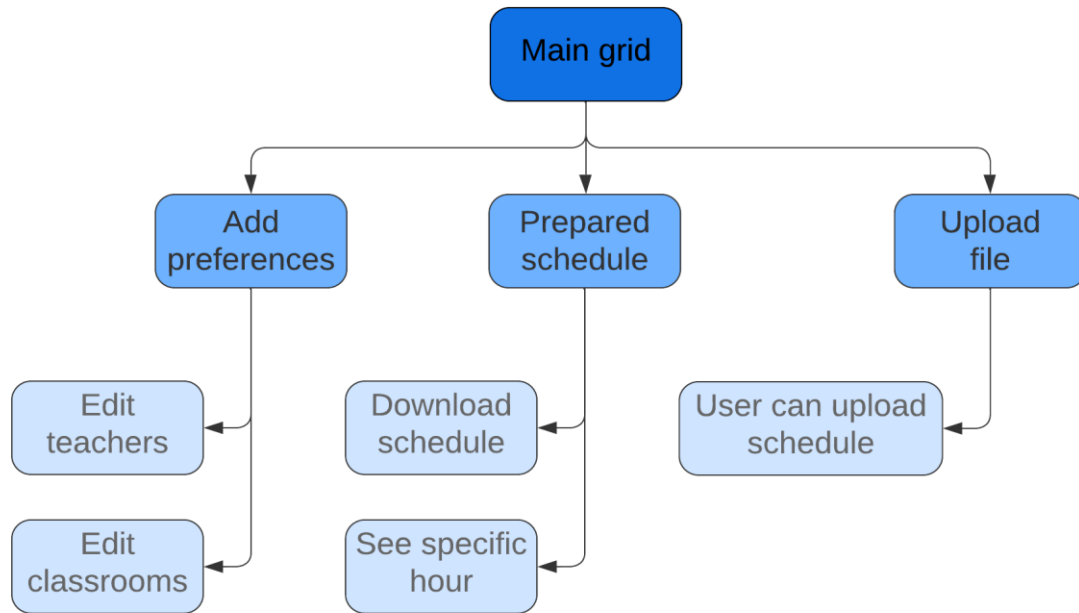 Main grid
Add
preferences
Prepared
schedule
Upload
file
Edit
teachers
Download
schedule
User can upload
schedule
Edit
classrooms
See specific
hour